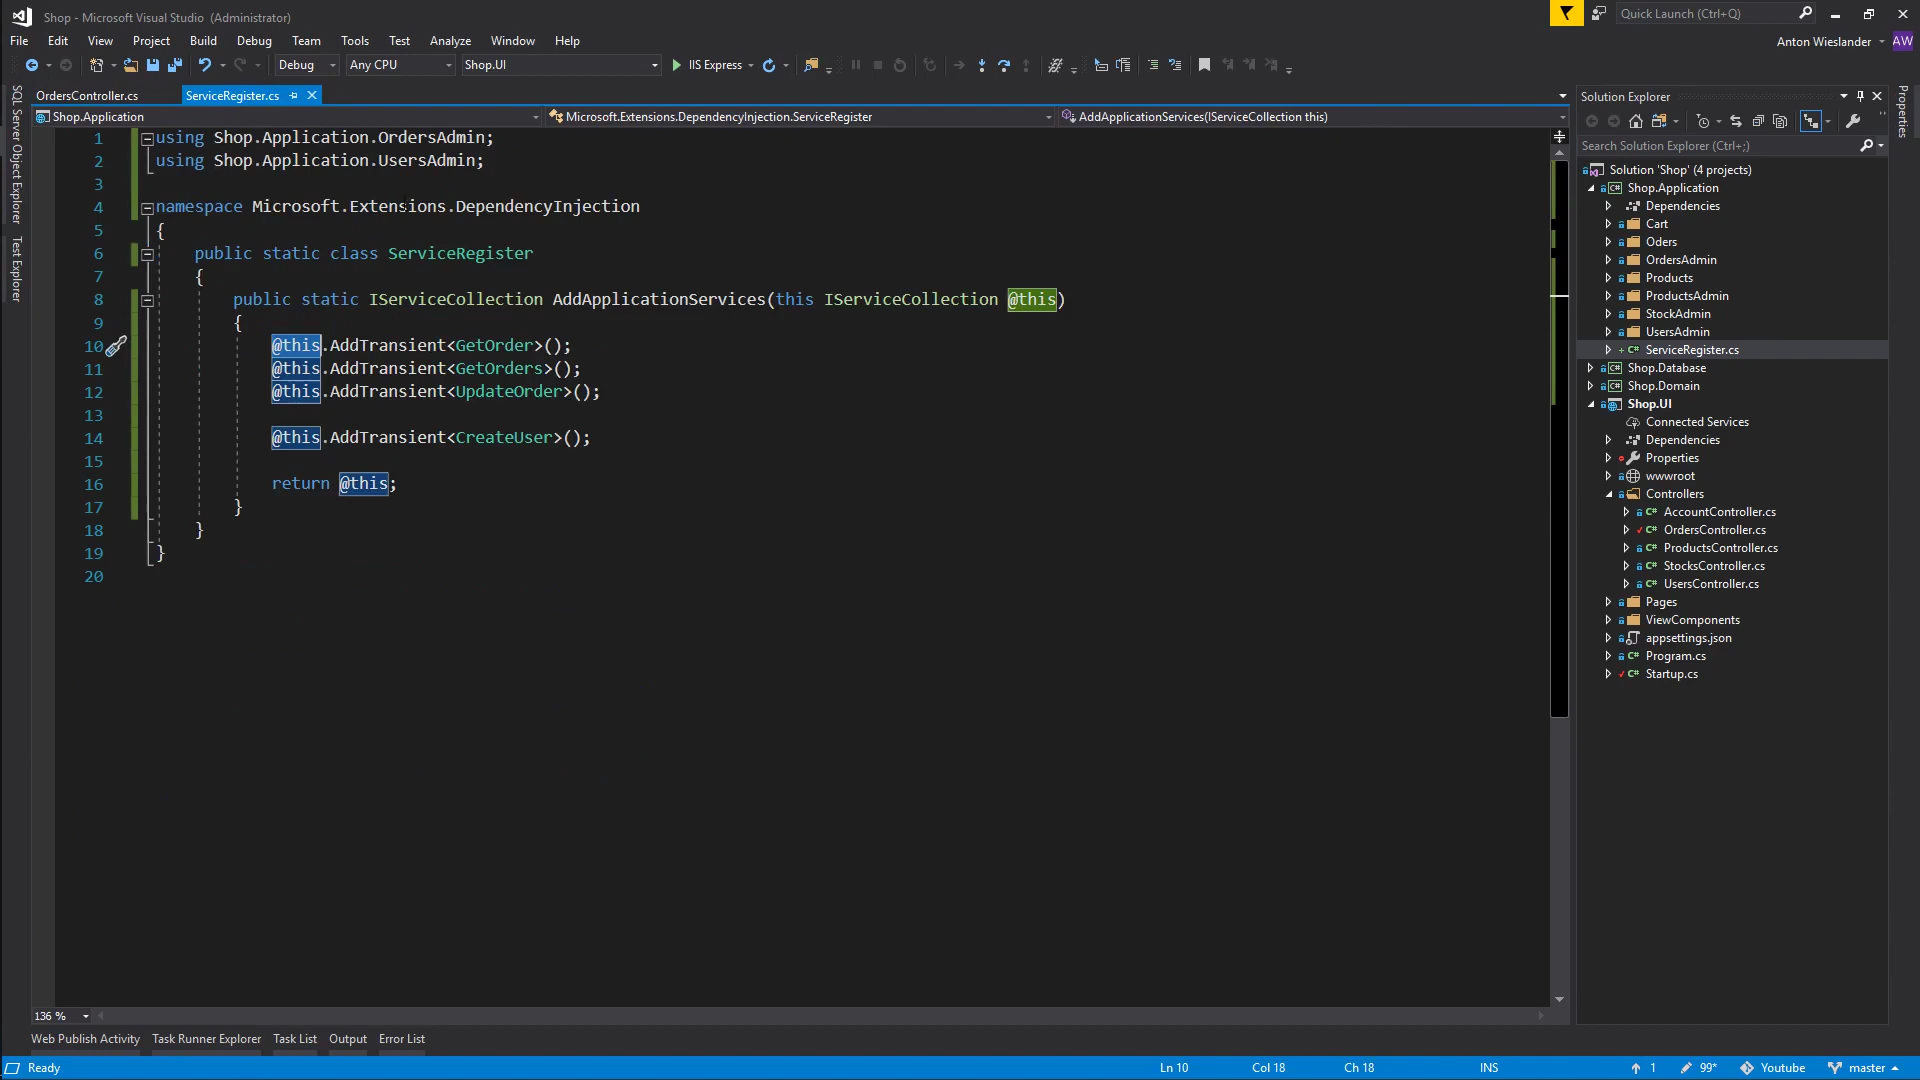 Shop - Microsoft Visual Studio (Administrator)
Quick Launch (Ctrl+Q)
File Edit View Project Build Debug Team Tools Test Analyze Window Help
Anton Wieslander AW
Debug Any CPU Shop.UI IIS Express
OrdersController.cs ServiceRegister.cs
Shop.Application Microsoft.Extensions.DependencyInjection.ServiceRegister AddApplicationServices(IServiceCollection this)
SQL Server Object Explorer
Test Explorer
1 using Shop.Application.OrdersAdmin;
2 using Shop.Application.UsersAdmin;
3
4 namespace Microsoft.Extensions.DependencyInjection
5 {
6 public static class ServiceRegister
7 {
8 public static IServiceCollection AddApplicationServices(this IServiceCollection @this)
9 {
10 @this.AddTransient<GetOrder>();
11 @this.AddTransient<GetOrders>();
12 @this.AddTransient<UpdateOrder>();
13
14 @this.AddTransient<CreateUser>();
15
16 return @this;
17 }
18 }
19 }
20
136 %
Solution Explorer
Search Solution Explorer (Ctrl+;)
Solution 'Shop' (4 projects)
C# Shop.Application
Dependencies
Cart
Oders
OrdersAdmin
Products
ProductsAdmin
StockAdmin
UsersAdmin
+ C# ServiceRegister.cs
C# Shop.Database
C# Shop.Domain
Shop.UI
Connected Services
Dependencies
Properties
wwwroot
Controllers
C# AccountController.cs
C# OrdersController.cs
C# ProductsController.cs
C# StocksController.cs
C# UsersController.cs
Pages
ViewComponents
appsettings.json
C# Program.cs
C# Startup.cs
Properties
Web Publish Activity Task Runner Explorer Task List Output Error List
Ready Ln 10 Col 18 Ch 18 INS 1 99* Youtube master